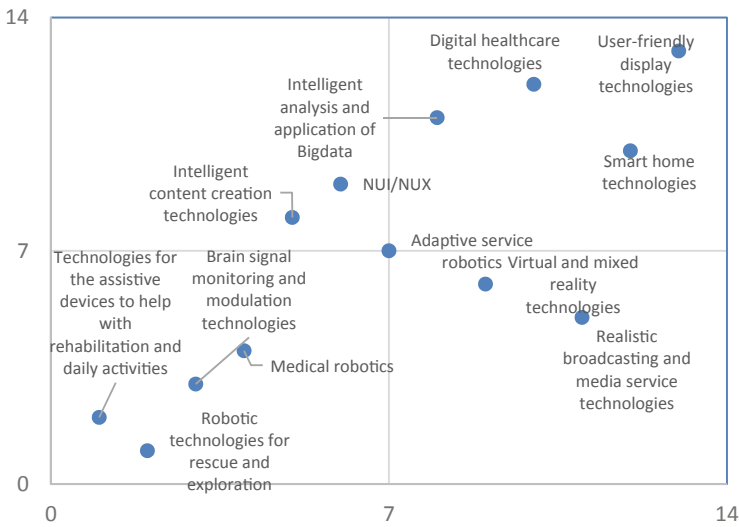 14
Digital healthcare
technologies
User-friendly
display
technologies
Intelligent
analysis and
application of
Bigdata
Smart home
technologies
Intelligent
content creation
technologies
NUI/NUX
7
Technologies for
the assistive
devices to help
with
rehabilitation and
daily activities
Brain signal
monitoring and
modulation
technologies
Adaptive service
robotics
Virtual and mixed
reality
technologies
Medical robotics
Realistic
broadcasting and
media service
technologies
Robotic
technologies for
rescue and
exploration
0
0
7
14